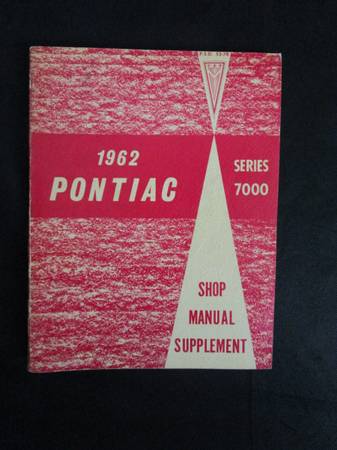 1962
PONTIAC
SERIES
7000
SHOP
MANUAL
SUPPLEMENT